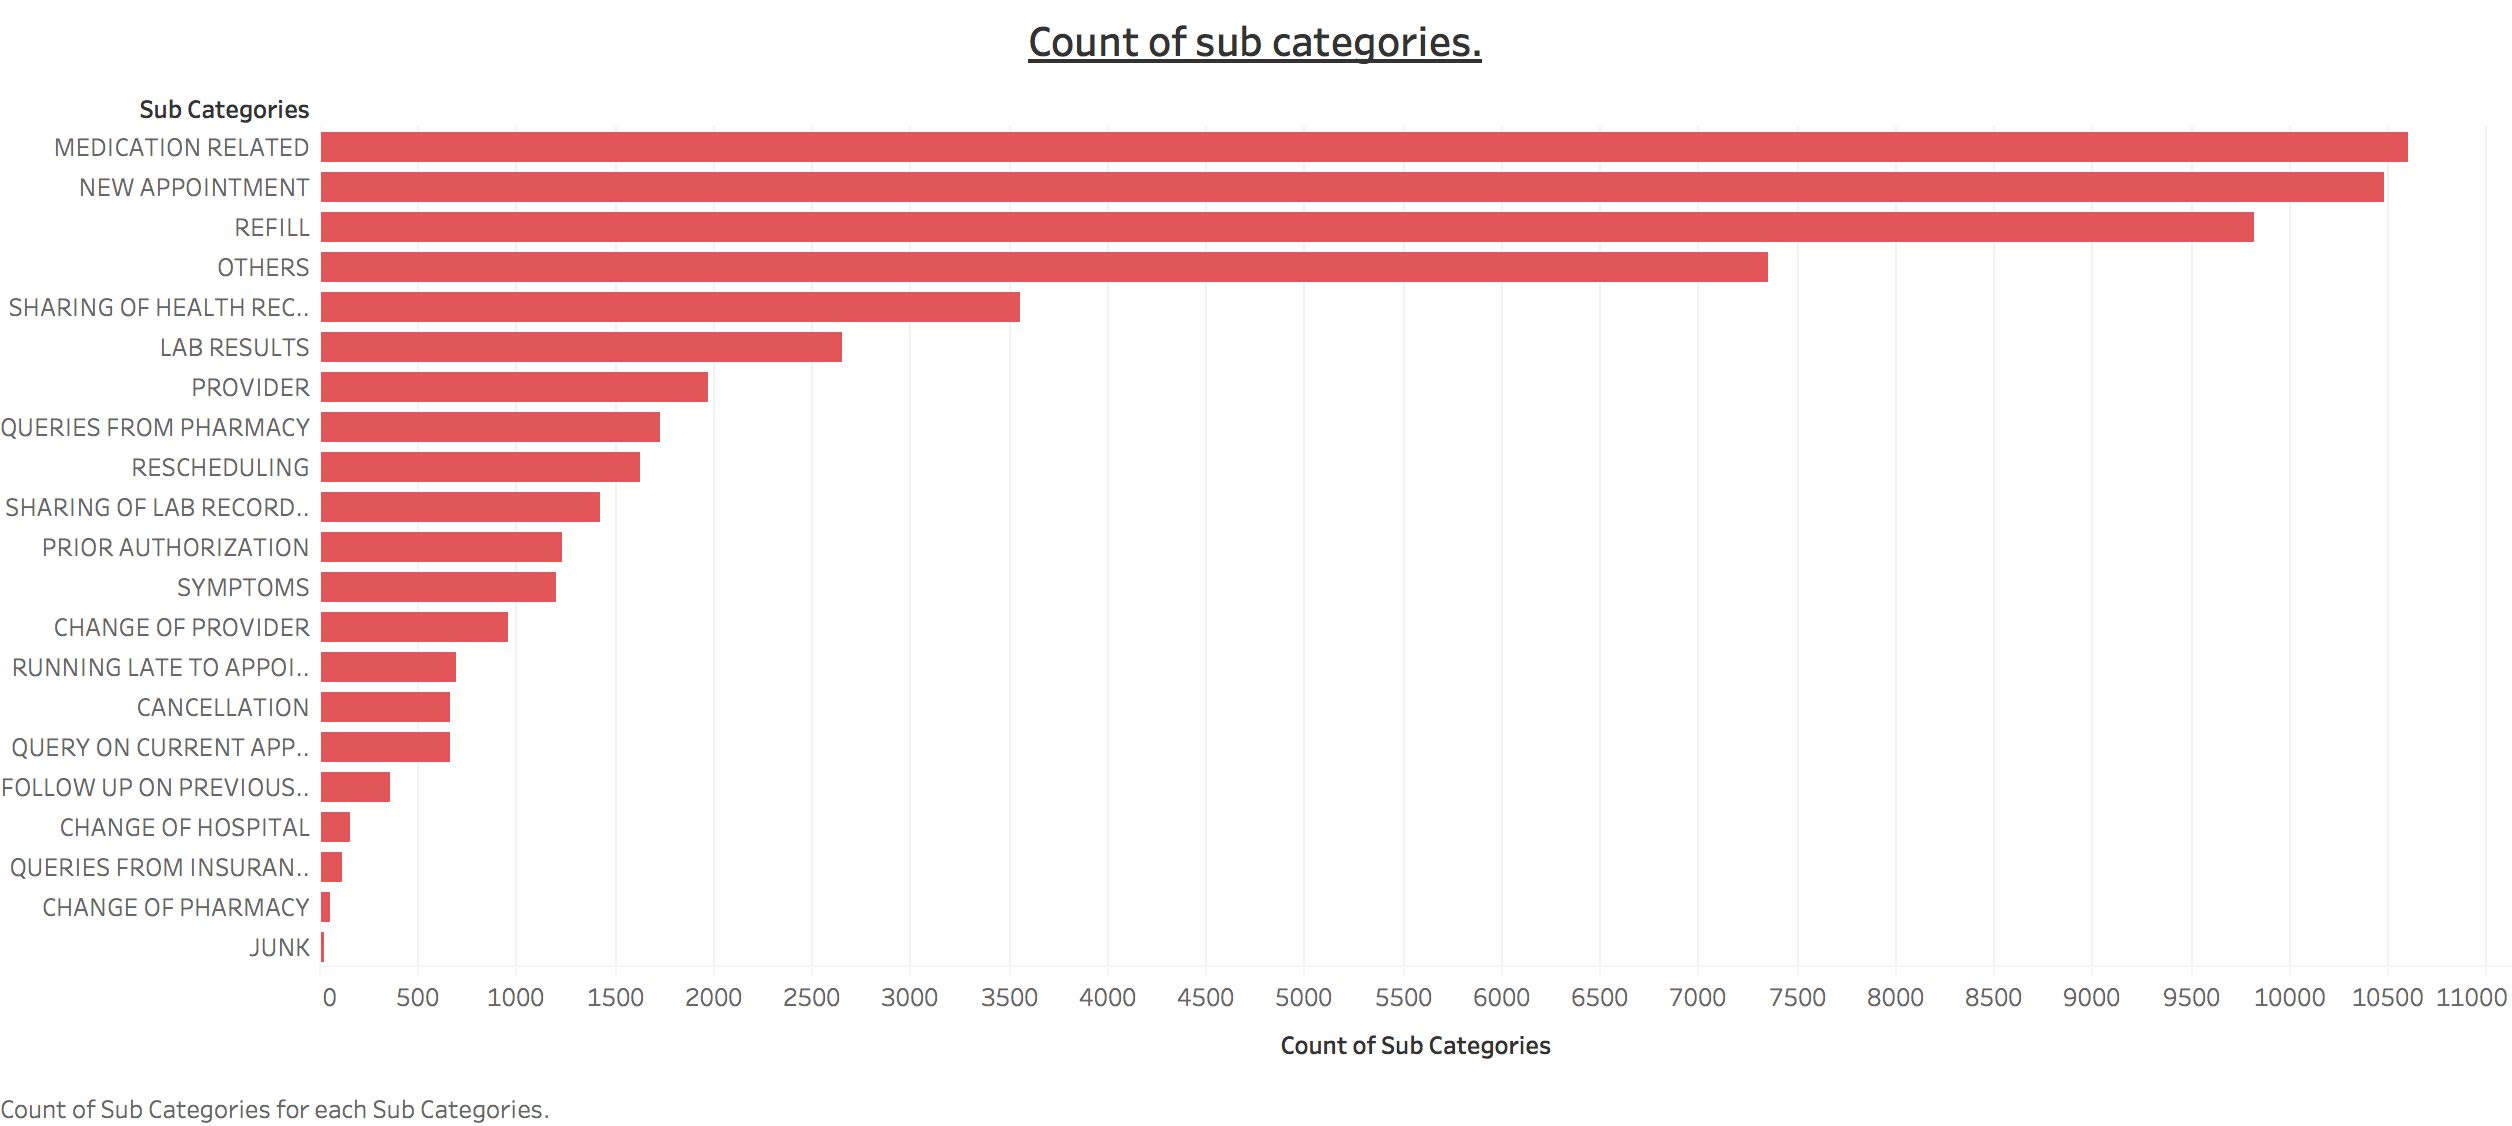 Count of sub categories.
Sub Categories
MEDICATION RELATED
NEW APPOINTMENT
REFILL
OTHERS
SHARING OF HEALTH REC..
LAB RESULTS
PROVIDER
QUERIES FROM PHARMACY
RESCHEDULING
SHARING OF LAB RECORD..
PRIOR AUTHORIZATION
SYMPTOMS
CHANGE OF PROVIDER
RUNNING LATE TO APPOI..
CANCELLATION
QUERY ON CURRENT APP..
FOLLOW UP ON PREVIOUS..
CHANGE OF HOSPITAL
QUERIES FROM INSURAN..
CHANGE OF PHARMACY
JUNK
0 500 1000 1500 2000 2500 3000 3500 4000 4500 5000 5500 6000 6500 7000 7500 8000 8500 9000 9500 10000 10500 11000
Count of Sub Categories
Count of Sub Categories for each Sub Categories.